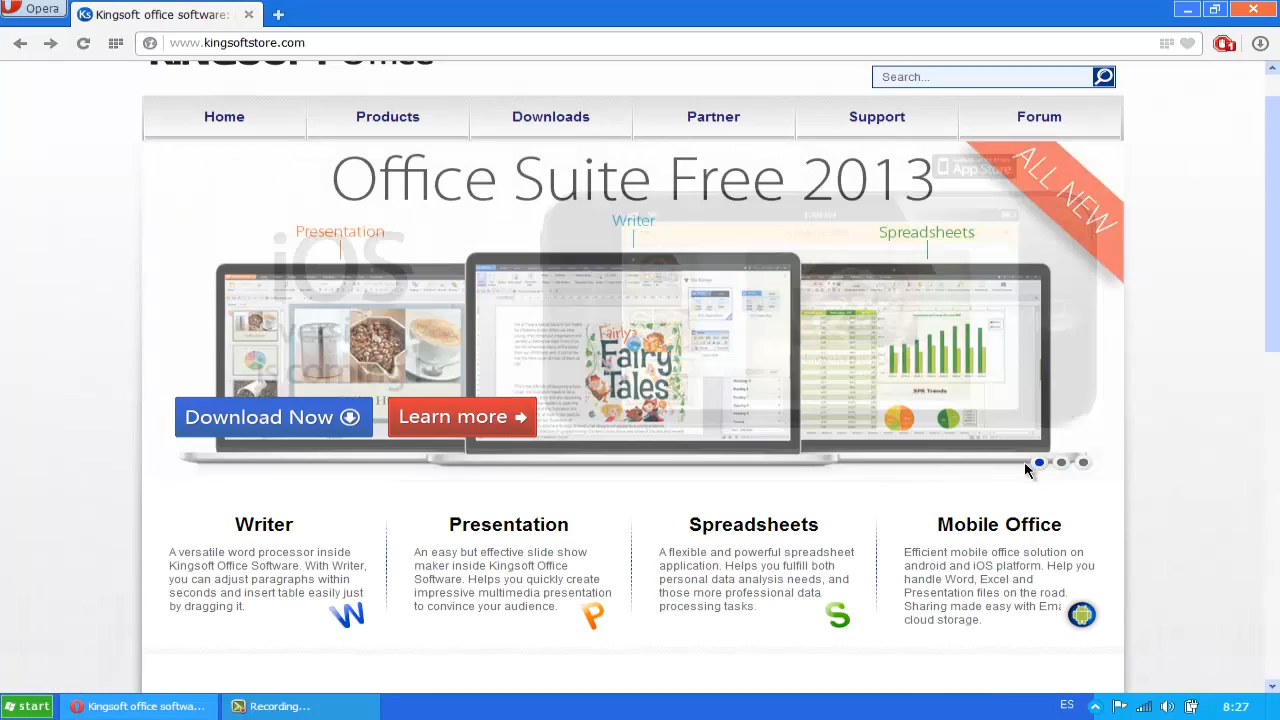 Opera
Kingsoft office software:
www.kingsoftstore.com
KINGSOFT Office
Search...
Home
Products
Downloads
Partner
Support
Forum
Office Suite Free 2013
App Store
ALL NEW
Presentation
Writer
Spreadsheets
iOS
Fairly
Fairy
Tales
Download Now
Learn more
Writer
A versatile word processor inside
Kingsoft Office Software. With Writer,
you can adjust paragraphs within
seconds and insert table easily just
by dragging it.
W
Presentation
An easy but effective slide show
maker inside Kingsoft Office
Software. Helps you quickly create
impressive multimedia presentation
to convince your audience.
P
Spreadsheets
A flexible and powerful spreadsheet
application. Helps you fulfill both
personal data analysis needs, and
those more professional data
processing tasks.
S
Mobile Office
Efficient mobile office solution on
android and iOS platform. Help you
handle Word, Excel and
Presentation files on the road.
Sharing made easy with Ema
cloud storage.
start
Kingsoft office softwa...
Recording...
ES
8:27